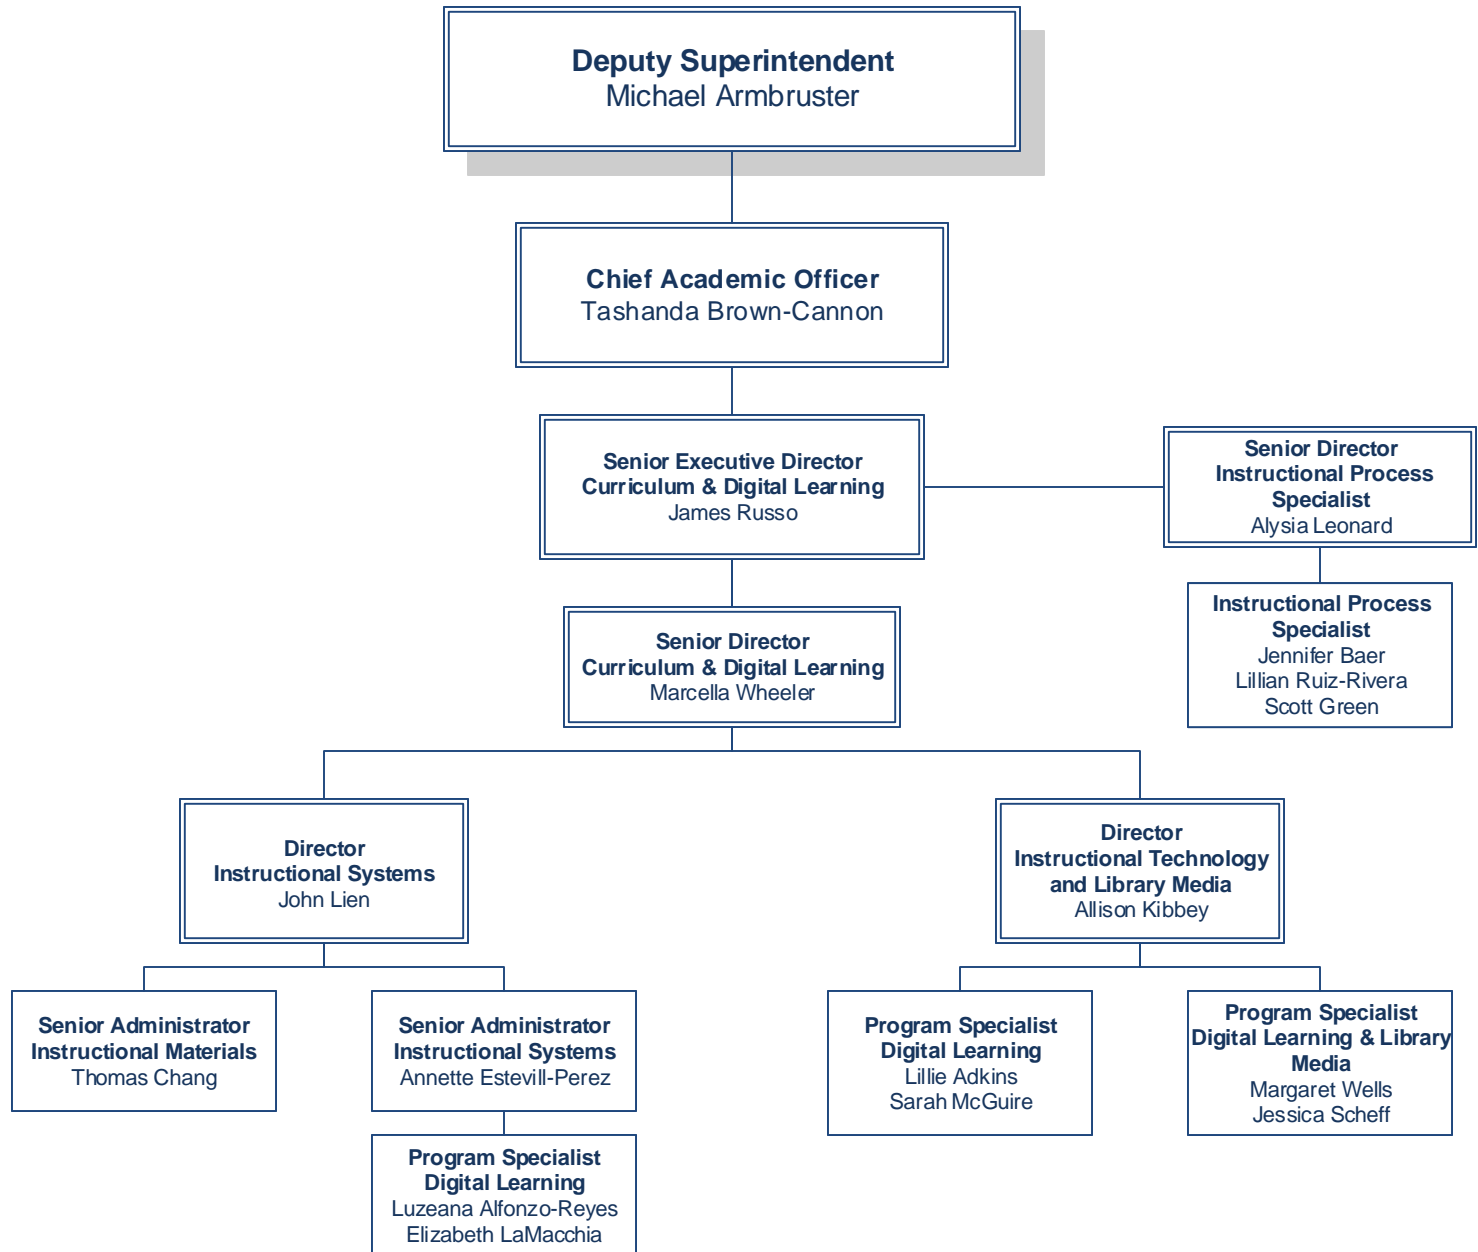 Deputy Superintendent
Michael Armbruster
Chief Academic Officer
Tashanda Brown-Cannon
Senior Executive Director
Curriculum & Digital Learning
James Russo
Senior Director
Instructional Process
Specialist
Alysia Leonard
Instructional Process
Specialist
Jennifer Baer
Lillian Ruiz-Rivera
Scott Green
Senior Director
Curriculum & Digital Learning
Marcella Wheeler
Director
Instructional Systems
John Lien
Director
Instructional Technology
and Library Media
Allison Kibbey
Senior Administrator
Instructional Materials
Thomas Chang
Senior Administrator
Instructional Systems
Annette Estevill-Perez
Program Specialist
Digital Learning
Luzeana Alfonzo-Reyes
Elizabeth LaMacchia
Program Specialist
Digital Learning
Lillie Adkins
Sarah McGuire
Program Specialist
Digital Learning & Library
Media
Margaret Wells
Jessica Scheff